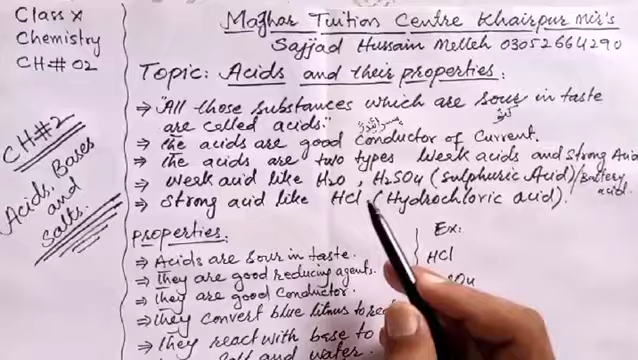 Class X
Chemistry
CH# 02
Mazhar Tuition Centre Khairpur mir's
Sajjad Hussain Melleh 03052664290
Topic: Acids and their properties:
⇒ "All those substances which are sour in taste
are called acids."
⇒ The acids are good conductor of current.
⇒ The acids are two types weak acids and strong Acid
⇒ weak acid like H2O, H2SO4 (Sulphuric Acid)/Battery acid.
⇒ Strong acid like HCl (Hydrochloric acid).
CH#2
Acids, Bases
and
Salts.
properties:
⇒ Acids are sour in taste.
⇒ They are good reducing agents.
⇒ They are good conductor.
⇒ They convert blue litmus to red
⇒ They react with base to
Salt and water
Ex:
HCl
SO4